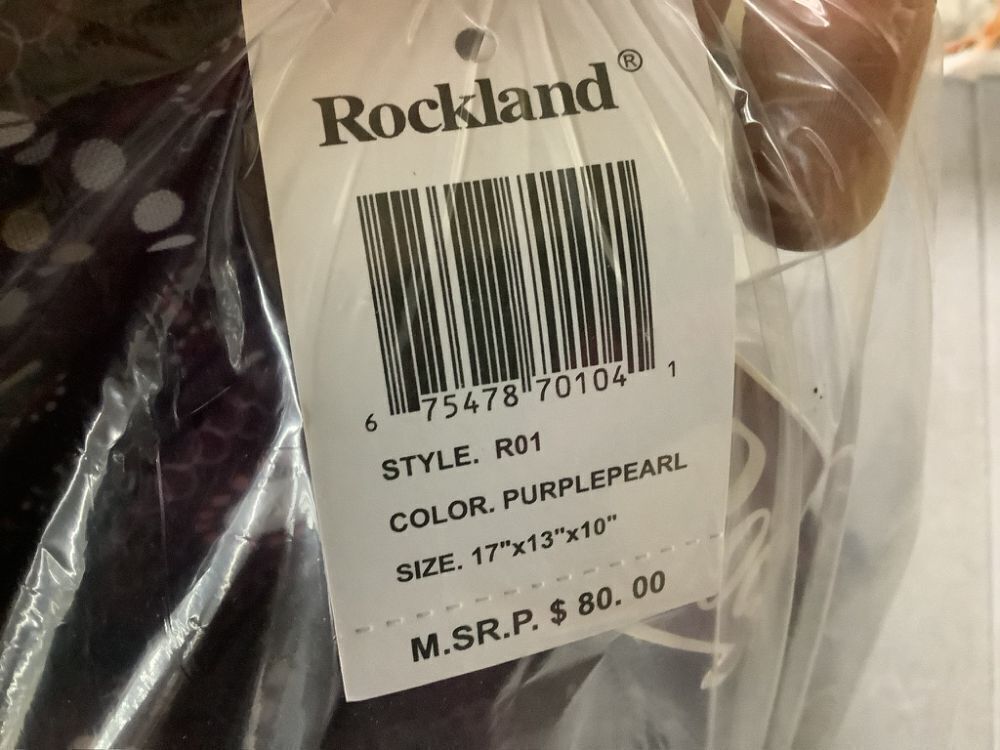 Rockland®
6 75478 70104 1
STYLE. R01
COLOR. PURPLEPEARL
SIZE. 17"x13"x10"
M.SR.P. $ 80. 00